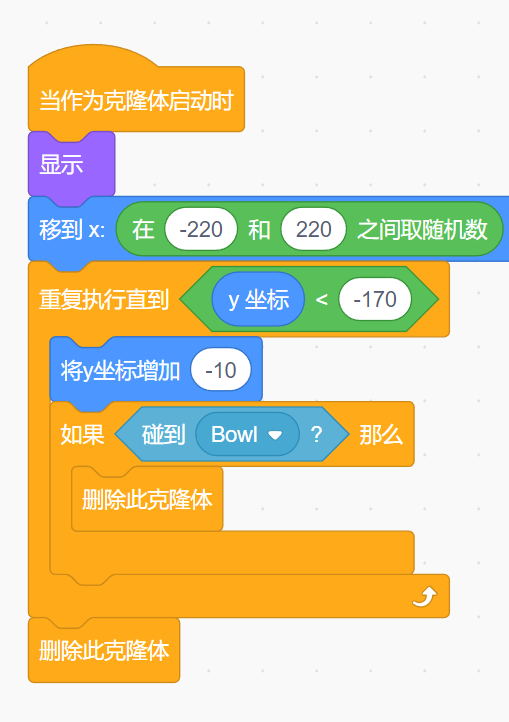 当作为克隆体启动时
显示
移到 x: 在 -220 和 220 之间取随机数
重复执行直到 y 坐标 < -170
将y坐标增加 -10
如果 碰到 Bowl ? 那么
删除此克隆体
删除此克隆体